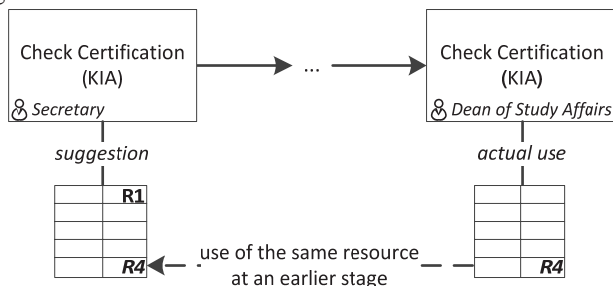 Check Certification
(KIA)
Secretary
...
Check Certification
(KIA)
Dean of Study Affairs
suggestion
actual use
R1
R4
use of the same resource
at an earlier stage
R4